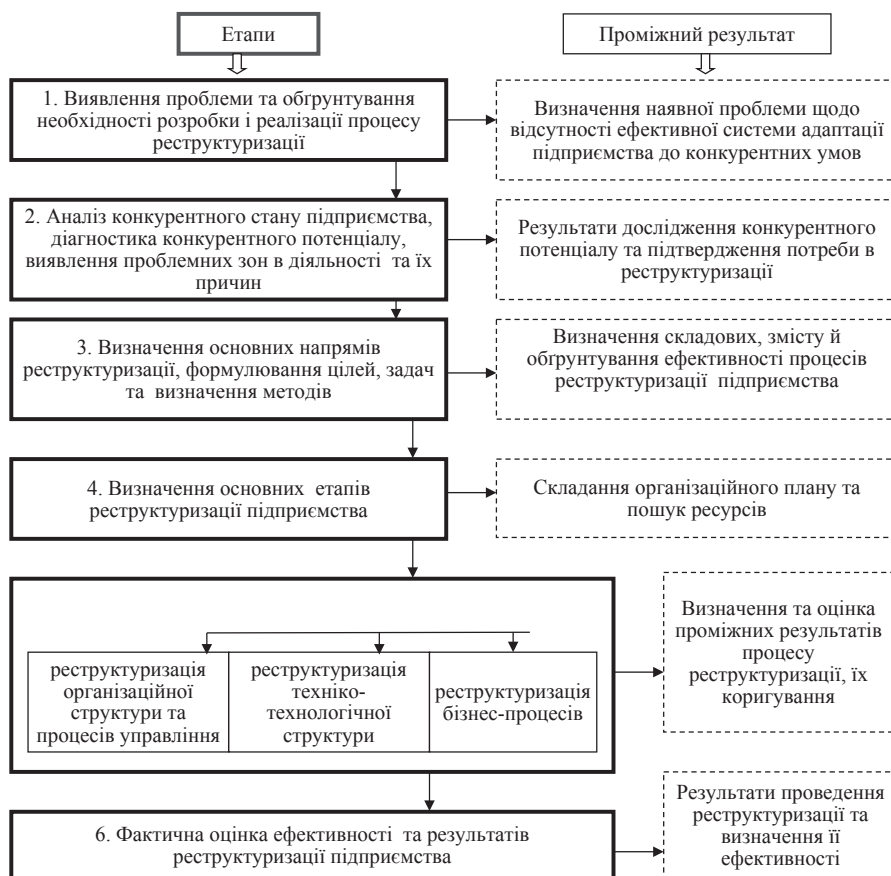 Етапи
Проміжний результат
1. Виявлення проблеми та обґрунтування
необхідності розробки і реалізації процесу
реструктуризації
Визначення наявної проблеми щодо
відсутності ефективної системи адаптації
підприємства до конкурентних умов
2. Аналіз конкурентного стану підприємства,
діагностика конкурентного потенціалу,
виявлення проблемних зон в діяльності та їх
причин
Результати дослідження конкурентного
потенціалу та підтвердження потреби в
реструктуризації
3. Визначення основних напрямів
реструктуризації, формулювання цілей, задач
та визначення методів
Визначення складових, змісту й
обґрунтування ефективності процесів
реструктуризації підприємства
4. Визначення основних етапів
реструктуризації підприємства
Складання організаційного плану та
пошук ресурсів
реструктуризація
організаційної
структури та
процесів управління
реструктуризація
техніко-
технологічної
структури
реструктуризація
бізнес-процесів
Визначення та оцінка
проміжних результатів
процесу
реструктуризації, їх
коригування
6. Фактична оцінка ефективності та результатів
реструктуризації підприємства
Результати проведення
реструктуризації та
визначення її
ефективності